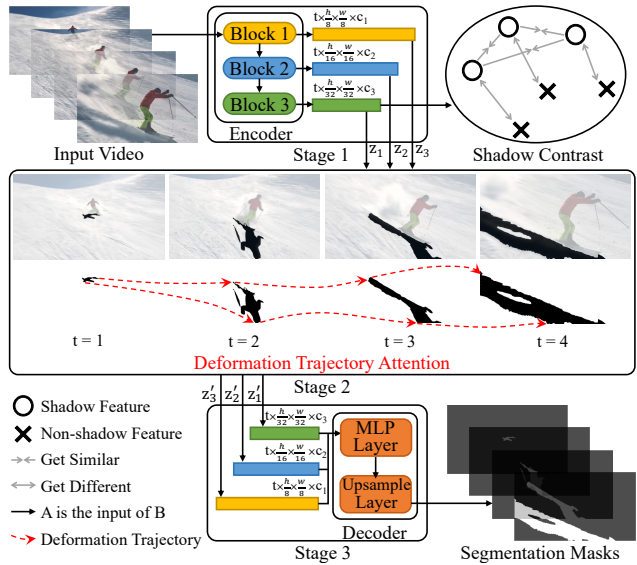 Block 1
Block 2
Block 3
Encoder
t×h/8×w/8×c₁
t×h/16×w/16×c₂
t×h/32×w/32×c₃
Input Video
Stage 1
z₁ z₂ z₃
Shadow Contrast
t = 1 t = 2 t = 3 t = 4
Deformation Trajectory Attention
Stage 2
z′₃ z′₂ z′₁
Shadow Feature
Non-shadow Feature
Get Similar
Get Different
A is the input of B
Deformation Trajectory
t×h/32×w/32×c₃
t×h/16×w/16×c₂
t×h/8×w/8×c₁
MLP
Layer
Upsample
Layer
Decoder
Stage 3
Segmentation Masks